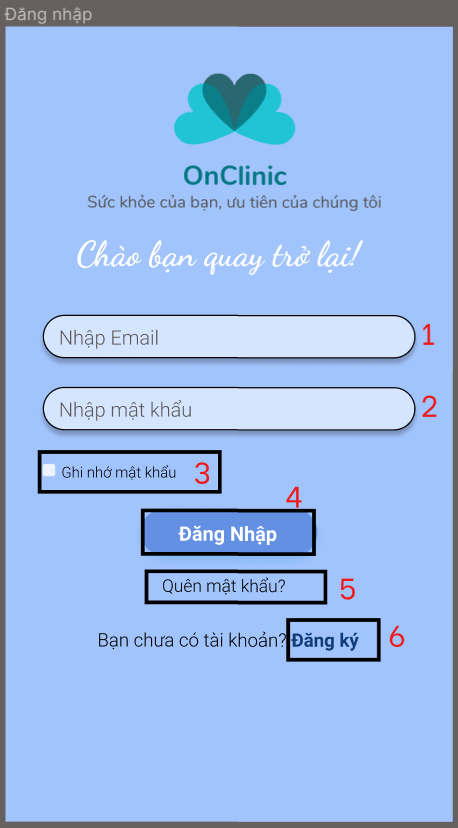 Đăng nhập
OnClinic
Sức khỏe của bạn, ưu tiên của chúng tôi
Chào bạn quay trở lại!
Nhập Email 1
Nhập mật khẩu 2
Ghi nhớ mật khẩu 3
4
Đăng Nhập
Quên mật khẩu? 5
Bạn chưa có tài khoản? Đăng ký 6